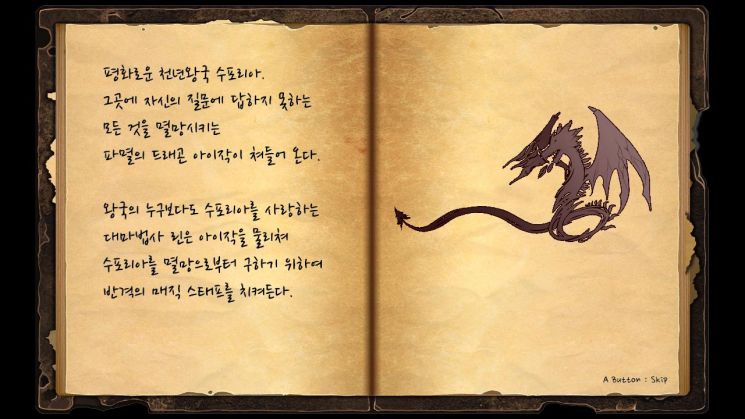 평화로운 천년왕국 수포리아.
그곳에 자신의 질문에 답하지 못하는
모든 것을 멸망시키는
파멸의 드래곤 아이작이 쳐들어 온다.
왕국의 누구보다도 수포리아를 사랑하는
대마법사 린은 아이작을 물리쳐
수포리아를 멸망으로부터 구하기 위하여
반격의 매직 스태프를 치켜든다.
A Button : Skip